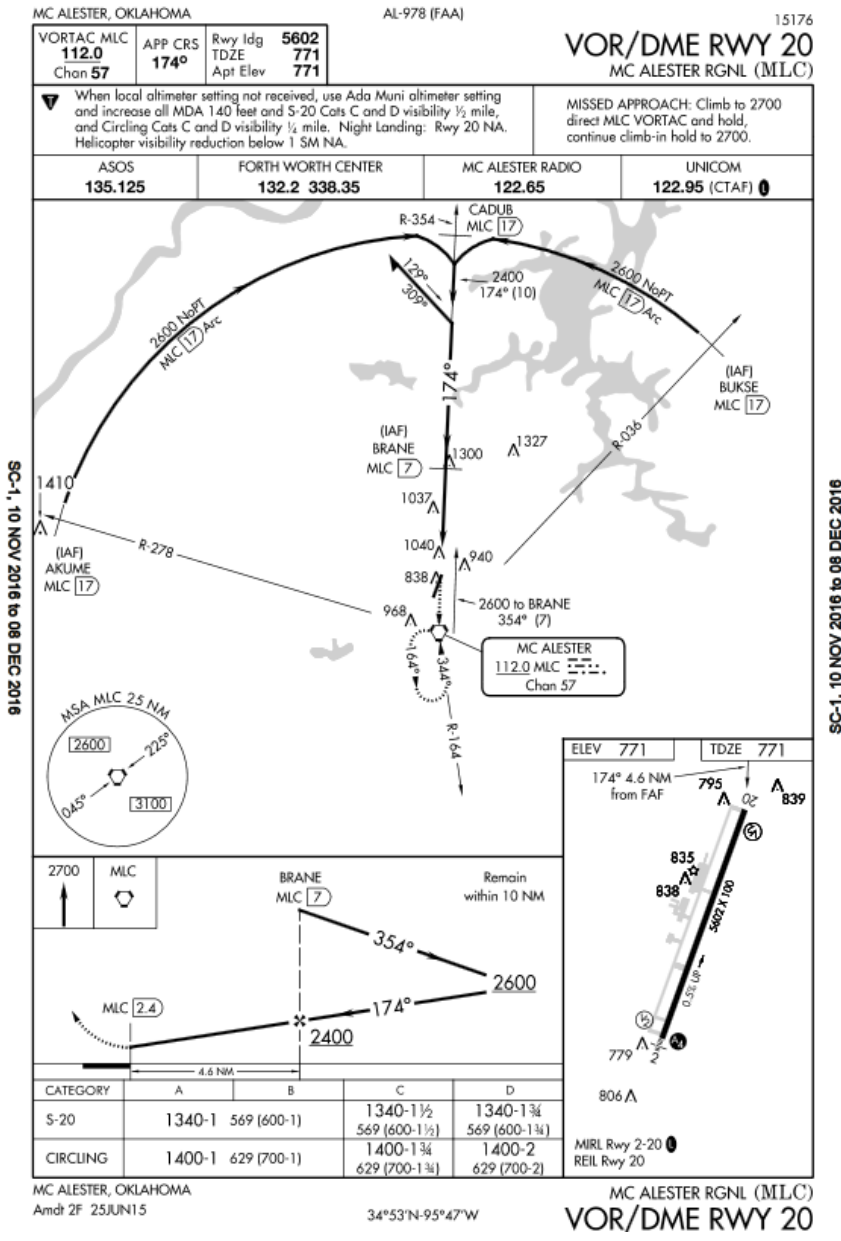 MC ALESTER, OKLAHOMA
AL-978 (FAA)
15176
VORTAC MLC
112.0
Chan 57
APP CRS
174°
Rwy ldg 5602
TDZE 771
Apt Elev 771
VOR/DME RWY 20
MC ALESTER RGNL (MLC)
T
When local altimeter setting not received, use Ada Muni altimeter setting
and increase all MDA 140 feet and S-20 Cats C and D visibility ½ mile,
and Circling Cats C and D visibility ¼ mile. Night Landing: Rwy 20 NA.
Helicopter visibility reduction below 1 SM NA.
MISSED APPROACH: Climb to 2700
direct MLC VORTAC and hold,
continue climb-in hold to 2700.
ASOS
135.125
FORTH WORTH CENTER
132.2 338.35
MC ALESTER RADIO
122.65
UNICOM
122.95 (CTAF) L
R-354
CADUB
MLC 17
129°
309°
2400
174° (10)
2600 NoPT
MLC 17 Arc
2600 NoPT
MLC 17 Arc
174°
(IAF)
BUKSE
MLC 17
R-036
(IAF)
BRANE
MLC 7
1300
1327
1410
1037
(IAF)
AKUME
MLC 17
R-278
1040
940
838
968
2600 to BRANE
354° (7)
164°
344°
MC ALESTER
112.0 MLC
Chan 57
R-164
MSA MLC 25 NM
2600
225°
045°
3100
SC-1, 10 NOV 2016 to 08 DEC 2016
SC-1, 10 NOV 2016 to 08 DEC 2016
ELEV 771
TDZE 771
174° 4.6 NM
from FAF
795
20
839
835
838
5602 X 100
0.5% UP
779
2
A4
806
MIRL Rwy 2-20 L
REIL Rwy 20
2700
MLC
BRANE
MLC 7
Remain
within 10 NM
354°
2600
174°
MLC 2.4
2400
4.6 NM
CATEGORY A B C D
S-20 1340-1 569 (600-1) 1340-1½ 569 (600-1½) 1340-1¾ 569 (600-1¾)
CIRCLING 1400-1 629 (700-1) 1400-1¾ 629 (700-1¾) 1400-2 629 (700-2)
MC ALESTER, OKLAHOMA
Amdt 2F 25JUN15
34°53'N-95°47'W
MC ALESTER RGNL (MLC)
VOR/DME RWY 20